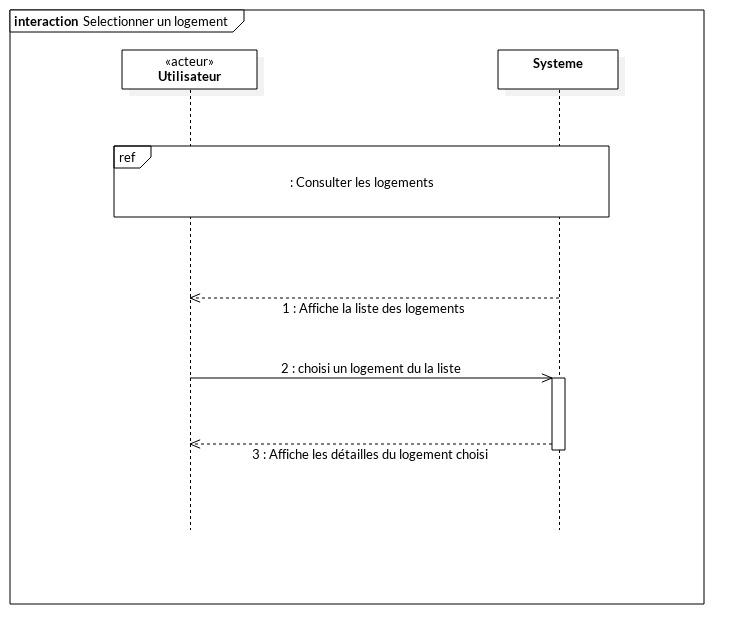 interaction Selectionner un logement
«acteur»
Utilisateur
Systeme
ref
: Consulter les logements
1 : Affiche la liste des logements
2 : choisi un logement du la liste
3 : Affiche les détailles du logement choisi